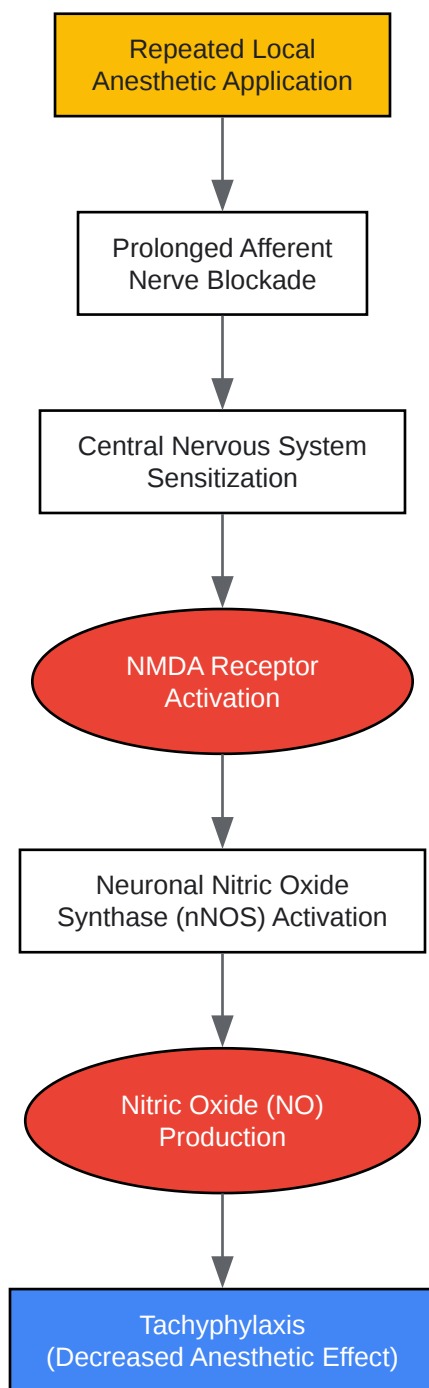 Repeated Local
Anesthetic Application
Prolonged Afferent
Nerve Blockade
Central Nervous System
Sensitization
NMDA Receptor
Activation
Neuronal Nitric Oxide
Synthase (nNOS) Activation
Nitric Oxide (NO)
Production
Tachyphylaxis
(Decreased Anesthetic Effect)